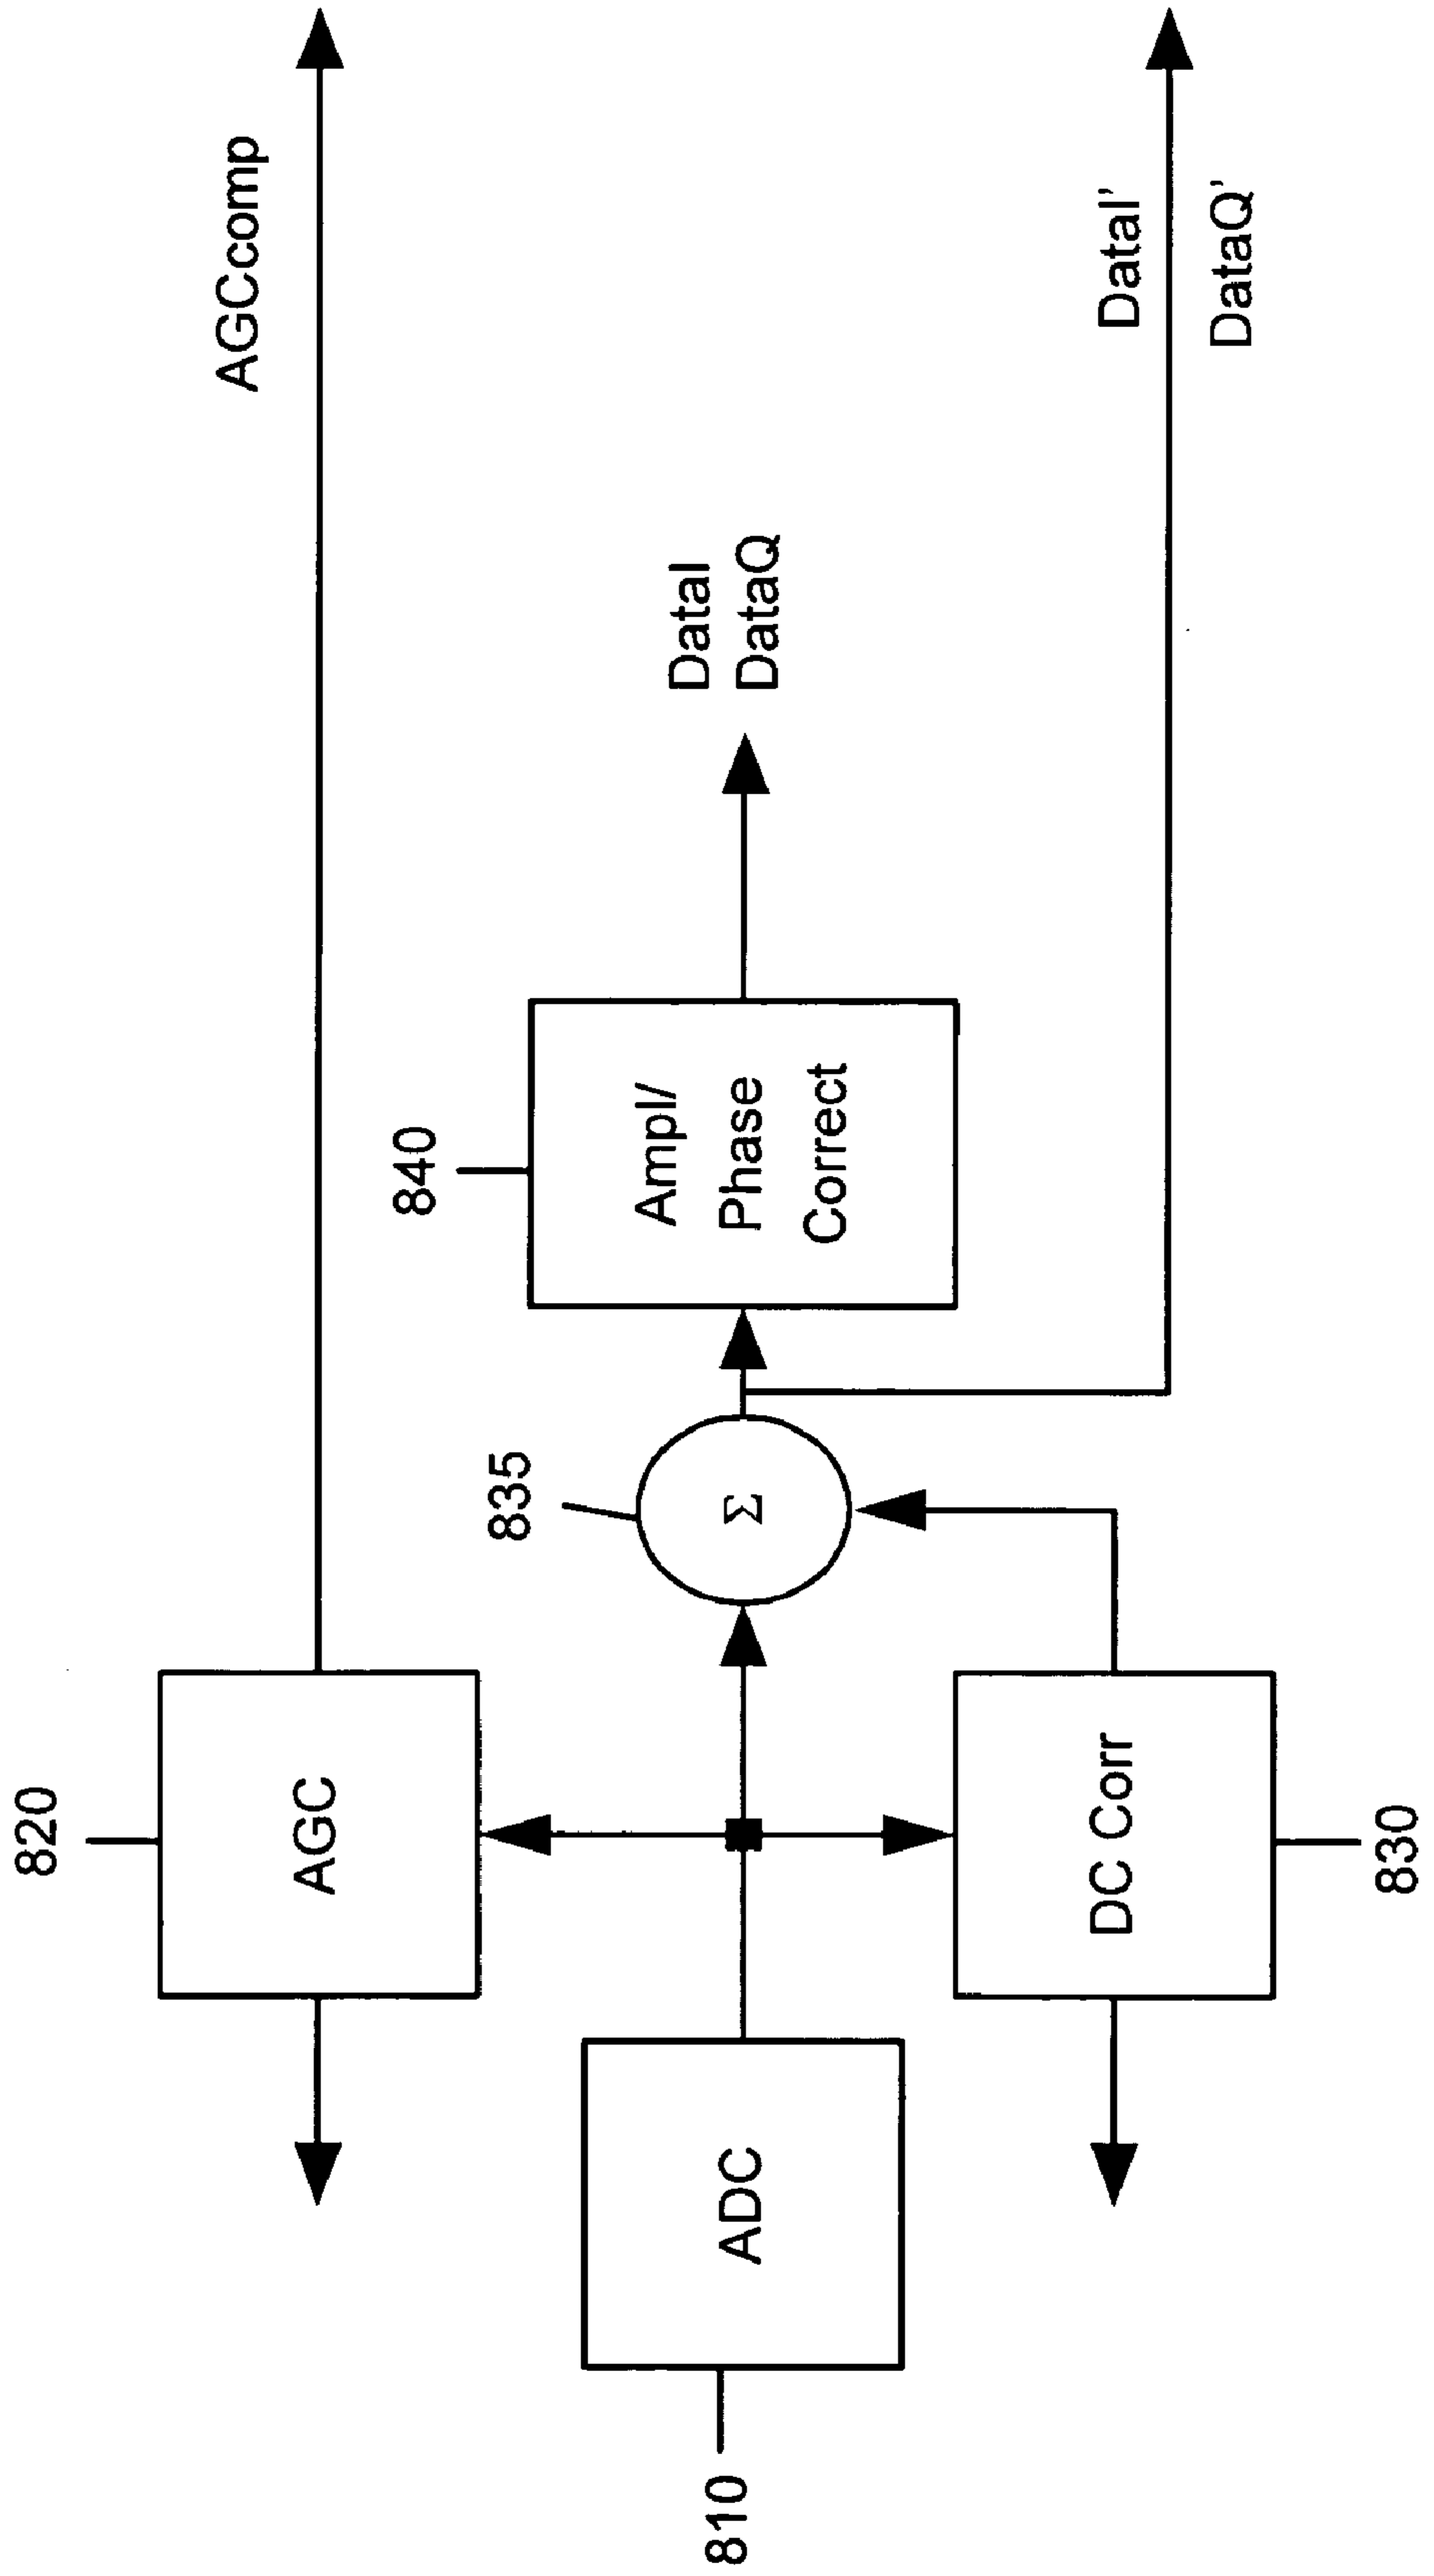 AGCcomp
820
AGC
840
DataI
DataQ
835
Ampl/
Phase
Correct
Σ
ADC
810
DataI'
DataQ'
DC Corr
830